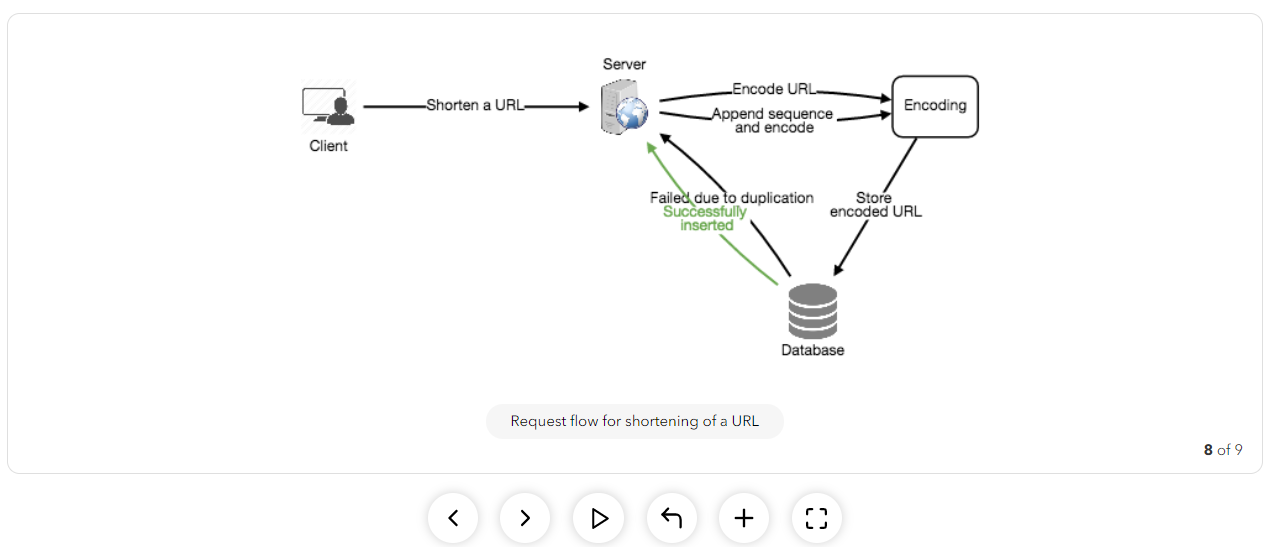 Server
Encode URL
Shorten a URL
Append sequence
and encode
Encoding
Client
Failed due to duplication
Successfully
inserted
Store
encoded URL
Database
Request flow for shortening of a URL
8 of 9